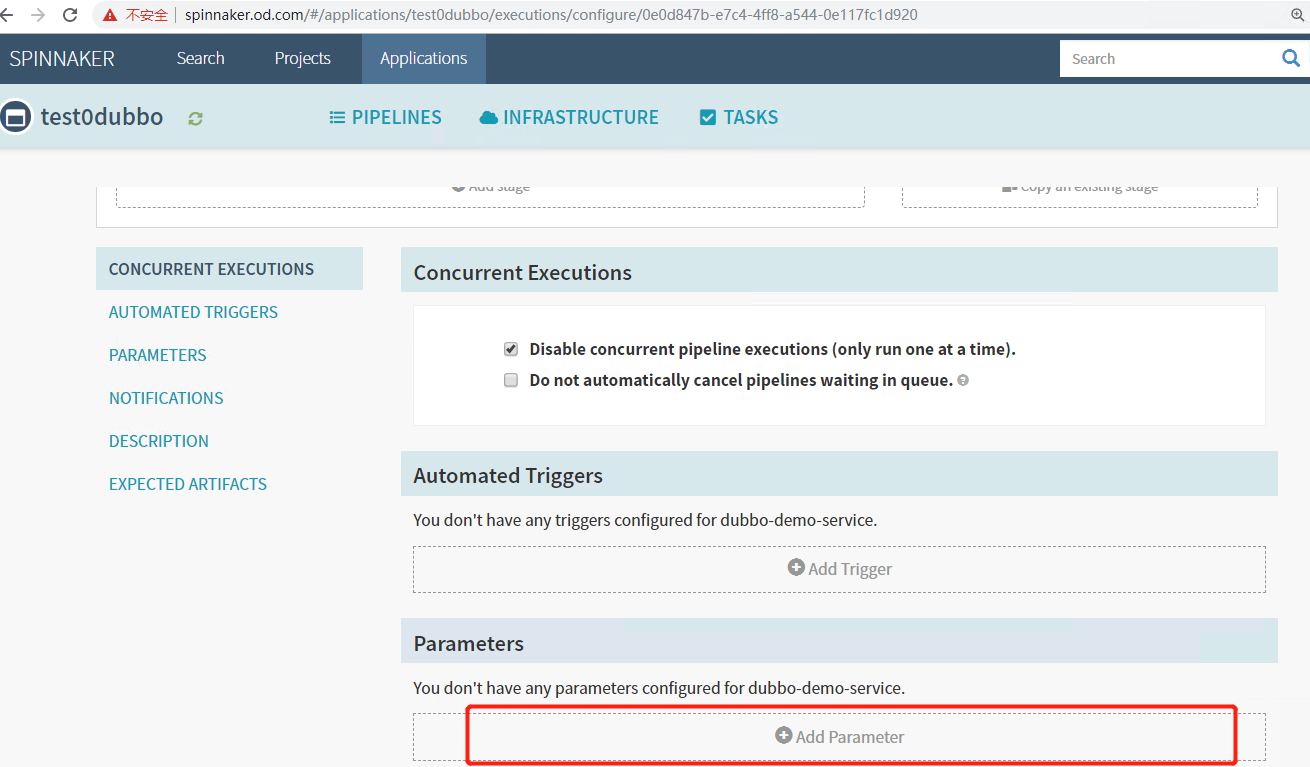 不安全 spinnaker.od.com/#/applications/test0dubbo/executions/configure/0e0d847b-e7c4-4ff8-a544-0e117fc1d920
SPINNAKER Search Projects Applications Search
test0dubbo PIPELINES INFRASTRUCTURE TASKS
Add stage Copy an existing stage
CONCURRENT EXECUTIONS
AUTOMATED TRIGGERS
PARAMETERS
NOTIFICATIONS
DESCRIPTION
EXPECTED ARTIFACTS
Concurrent Executions
Disable concurrent pipeline executions (only run one at a time).
Do not automatically cancel pipelines waiting in queue.
Automated Triggers
You don't have any triggers configured for dubbo-demo-service.
Add Trigger
Parameters
You don't have any parameters configured for dubbo-demo-service.
Add Parameter